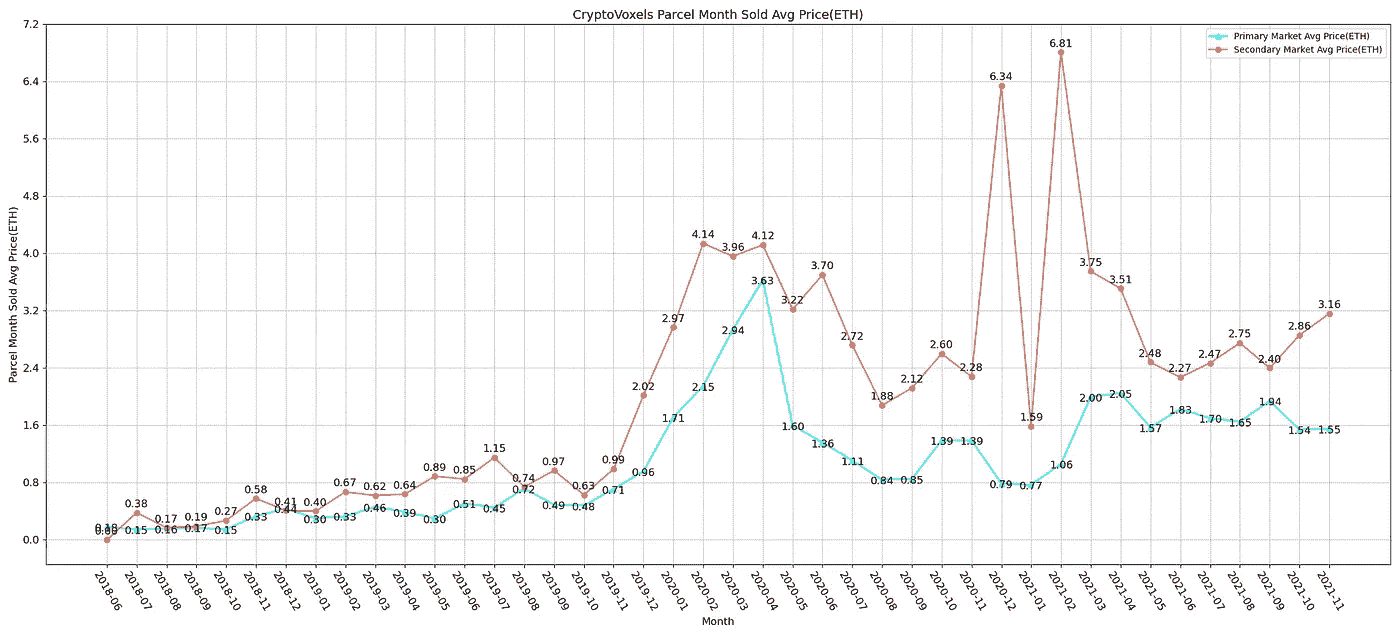 CryptoVoxels Parcel Month Sold Avg Price(ETH)
Primary Market Avg Price(ETH)
Secondary Market Avg Price(ETH)
Parcel Month Sold Avg Price(ETH)
7.2
6.4
5.6
4.8
4.0
3.2
2.4
1.6
0.8
0.0
0.38 0.17 0.19 0.27 0.58 0.41 0.40 0.67 0.62 0.64 0.89 0.85 1.15 0.74 0.97 0.63 0.99 2.02 2.97 4.14 3.96 4.12 3.22 3.70 2.72 1.88 2.12 2.60 2.28 6.34 1.59 6.81 3.75 3.51 2.48 2.27 2.47 2.75 2.40 2.86 3.16
0.15 0.16 0.17 0.15 0.33 0.44 0.30 0.33 0.46 0.39 0.30 0.51 0.45 0.72 0.49 0.48 0.71 0.96 1.71 2.15 2.94 3.63 1.60 1.36 1.11 0.84 0.85 1.39 1.39 0.79 0.77 1.06 2.00 2.05 1.57 1.83 1.70 1.65 1.94 1.54 1.55
2018-06 2018-07 2018-08 2018-09 2018-10 2018-11 2018-12 2019-01 2019-02 2019-03 2019-04 2019-05 2019-06 2019-07 2019-08 2019-09 2019-10 2019-11 2019-12 2020-01 2020-02 2020-03 2020-04 2020-05 2020-06 2020-07 2020-08 2020-09 2020-10 2020-11 2020-12 2021-01 2021-02 2021-03 2021-04 2021-05 2021-06 2021-07 2021-08 2021-09 2021-10 2021-11
Month